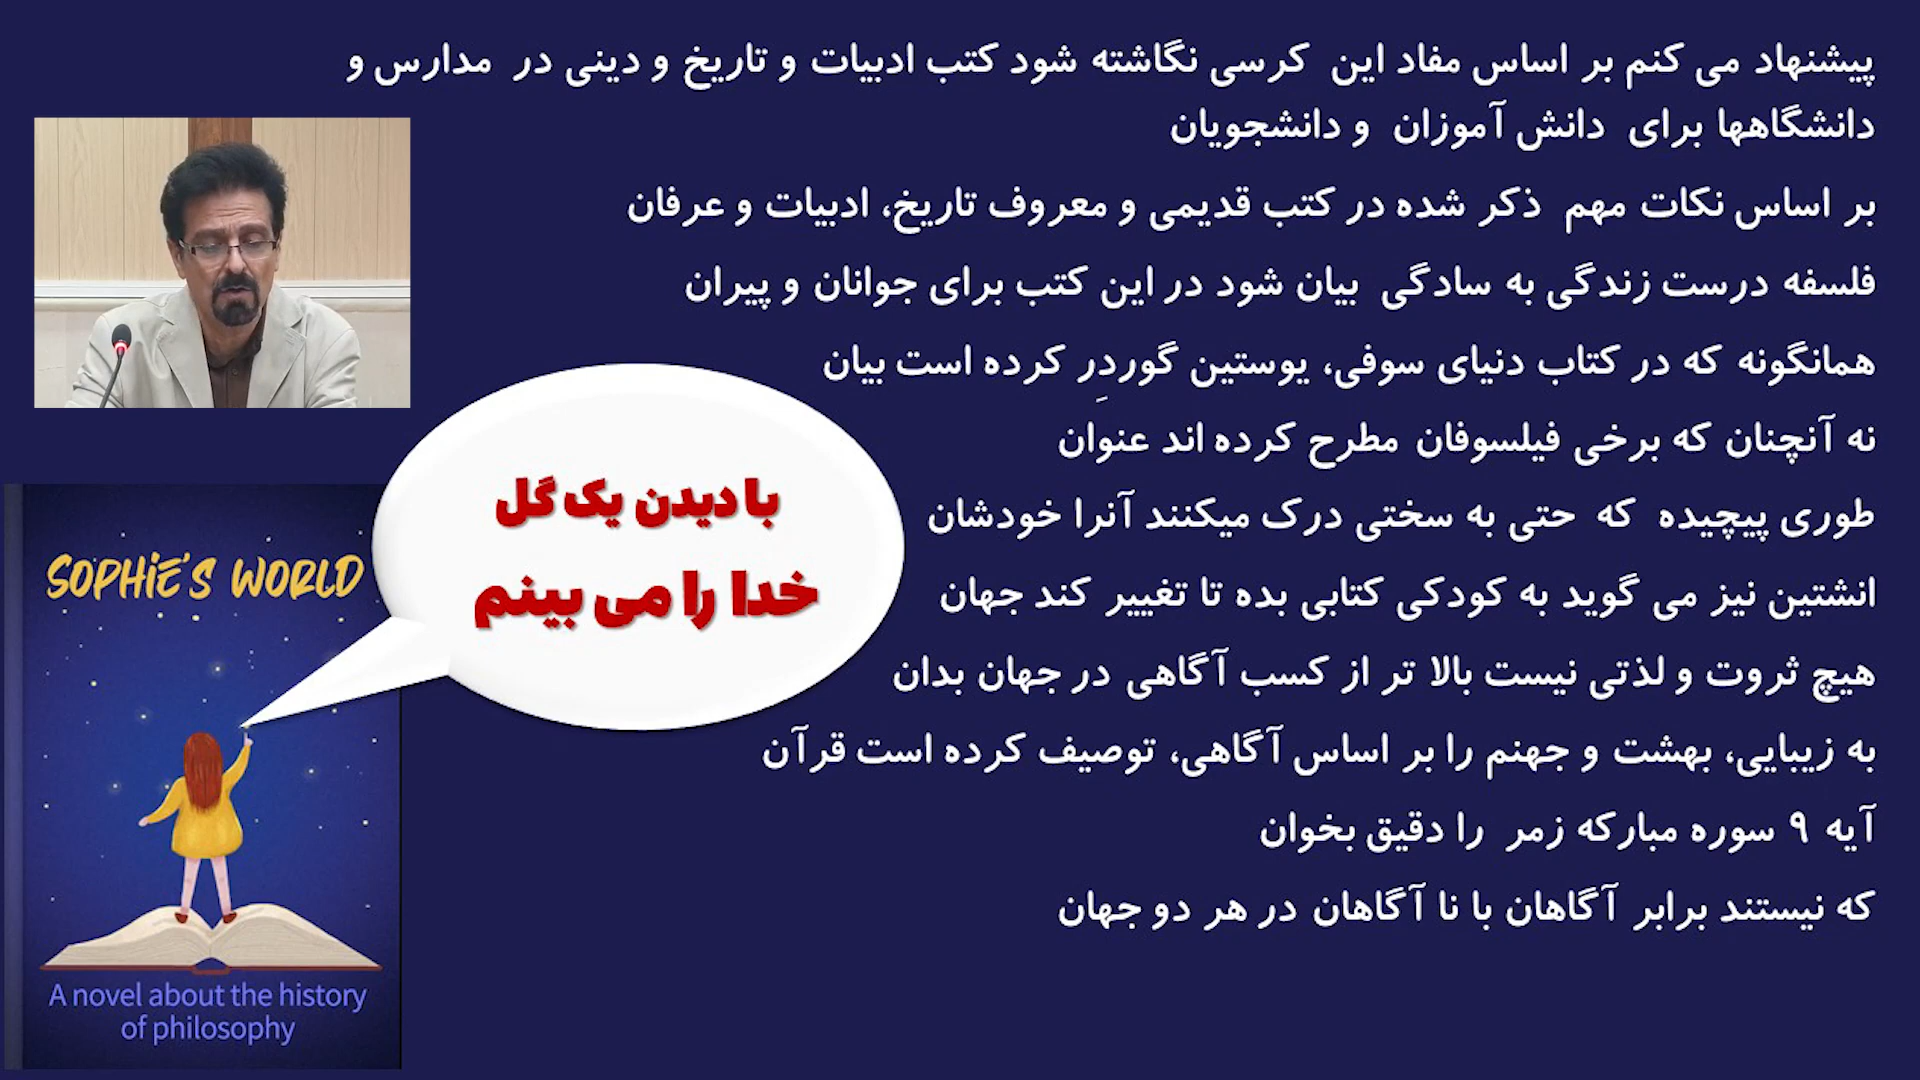 پیشنهاد می کنم بر اساس مفاد این کرسی نگاشته شود کتب ادبیات و تاریخ و دینی در مدارس و
دانشگاهها برای دانش آموزان و دانشجویان
بر اساس نکات مهم ذکر شده در کتب قدیمی و معروف تاریخ، ادبیات و عرفان
فلسفه درست زندگی به سادگی بیان شود در این کتب برای جوانان و پیران
همانگونه که در کتاب دنیای سوفی، یوستین گوردِر کرده است بیان
نه آنچنان که برخی فیلسوفان مطرح کرده اند عنوان
طوری پیچیده که حتی به سختی درک میکنند آنرا خودشان
انشتین نیز می گوید به کودکی کتابی بده تا تغییر کند جهان
هیچ ثروت و لذتی نیست بالا تر از کسب آگاهی در جهان بدان
به زیبایی، بهشت و جهنم را بر اساس آگاهی، توصیف کرده است قرآن
آیه ۹ سوره مبارکه زمر را دقیق بخوان
که نیستند برابر آگاهان با نا آگاهان در هر دو جهان
با دیدن یک گل
خدا را می بینم
SOPHIE'S WORLD
A novel about the history
of philosophy